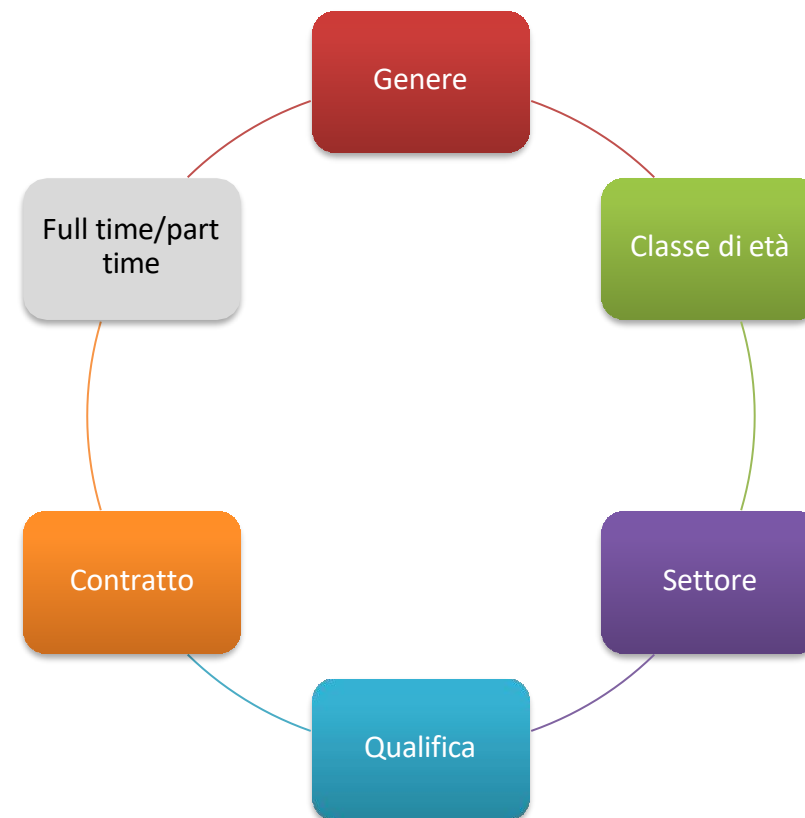 Genere
Classe di età
Settore
Qualifica
Contratto
Full time/part
time